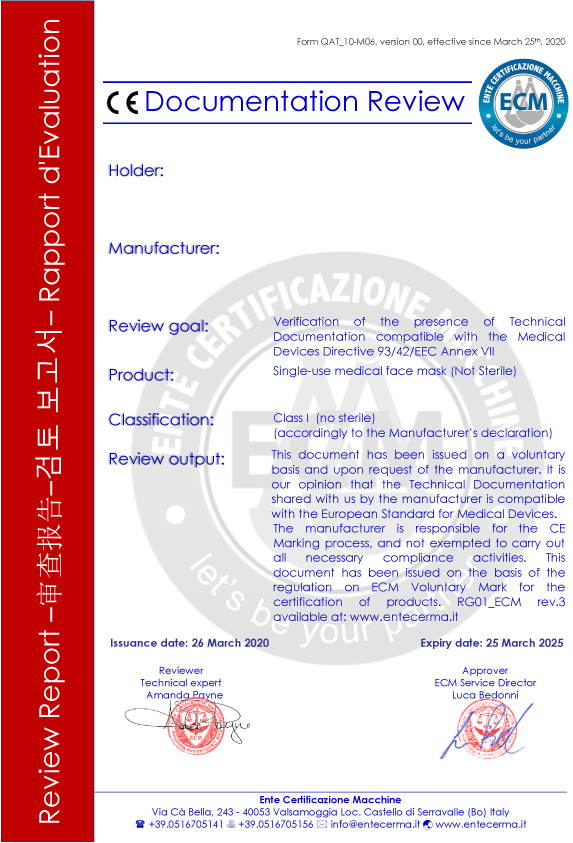 Form QAT_10-M06, version 00, effective since March 25th, 2020
CE Documentation Review
ENTE CERTIFICAZIONE MACCHINE
ECM
let's be your partner
Review Report –审查报告–검토 보고서– Rapport d'Evaluation
Holder:
Manufacturer:
ENTE CERTIFICAZIONE MACCHINE
ECM
let's be your partner
Review goal:
Verification of the presence of Technical
Documentation compatible with the Medical
Devices Directive 93/42/EEC Annex VII
Product:
Single-use medical face mask (Not Sterile)
Classification:
Class I (no sterile)
(accordingly to the Manufacturer's declaration)
Review output:
This document has been issued on a voluntary
basis and upon request of the manufacturer. It is
our opinion that the Technical Documentation
shared with us by the manufacturer is compatible
with the European Standard for Medical Devices.
The manufacturer is responsible for the CE
Marking process, and not exempted to carry out
all necessary compliance activities. This
document has been issued on the basis of the
regulation on ECM Voluntary Mark for the
certification of products. RG01_ECM rev.3
available at: www.entecerma.it
Issuance date: 26 March 2020
Expiry date: 25 March 2025
Reviewer
Technical expert
Amanda Payne
Approver
ECM Service Director
Luca Bedonni
ECM
ECM
Ente Certificazione Macchine
Via Cà Bella, 243 - 40053 Valsamoggia Loc. Castello di Serravalle (Bo) Italy
☎ +39.0516705141 +39.0516705156 info@entecerma.it www.entecerma.it